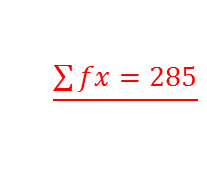 ∑ fx = 285